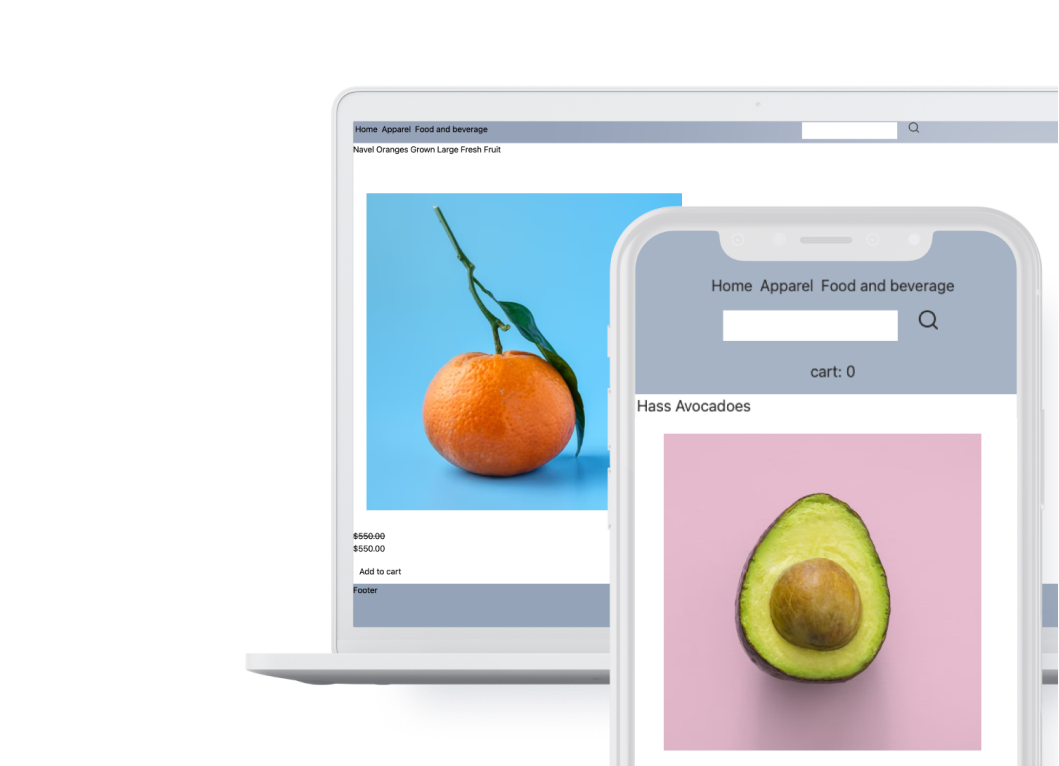 Home Apparel Food and beverage
Navel Oranges Grown Large Fresh Fruit
$550.00
$550.00
Add to cart
Footer
Home Apparel Food and beverage
cart: 0
Hass Avocadoes